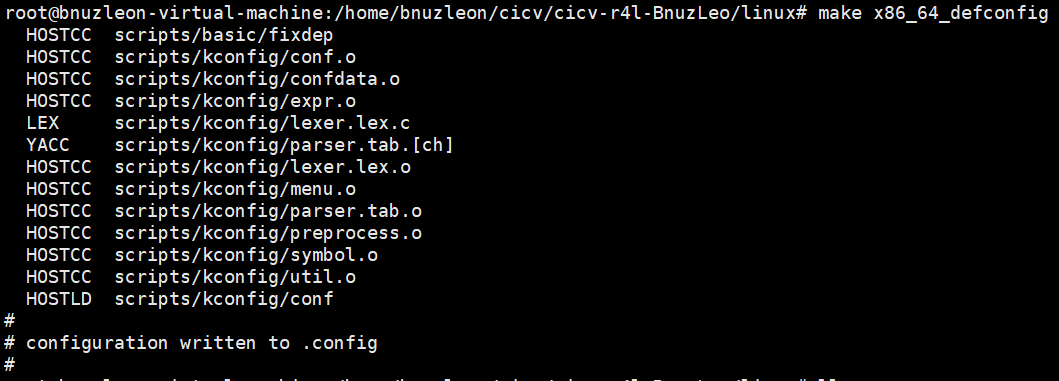 root@bnuzleon-virtual-machine:/home/bnuzleon/cicv/cicv-r4l-BnuzLeo/linux# make x86_64_defconfig
  HOSTCC  scripts/basic/fixdep
  HOSTCC  scripts/kconfig/conf.o
  HOSTCC  scripts/kconfig/confdata.o
  HOSTCC  scripts/kconfig/expr.o
  LEX     scripts/kconfig/lexer.lex.c
  YACC    scripts/kconfig/parser.tab.[ch]
  HOSTCC  scripts/kconfig/lexer.lex.o
  HOSTCC  scripts/kconfig/menu.o
  HOSTCC  scripts/kconfig/parser.tab.o
  HOSTCC  scripts/kconfig/preprocess.o
  HOSTCC  scripts/kconfig/symbol.o
  HOSTCC  scripts/kconfig/util.o
  HOSTLD  scripts/kconfig/conf
#
# configuration written to .config
#